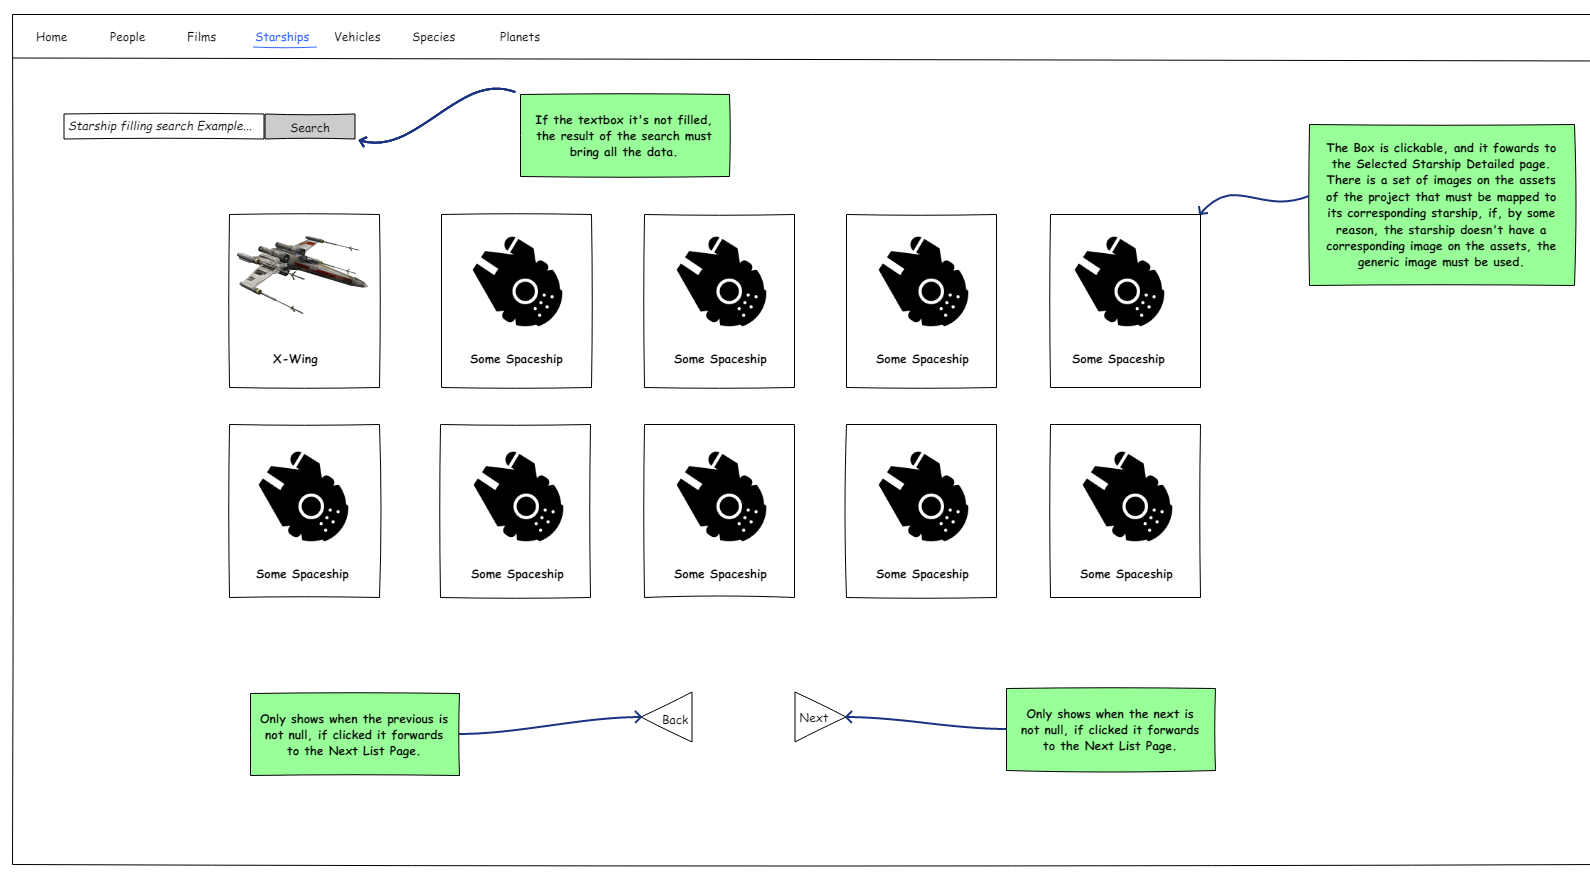 Home People Films Starships Vehicles Species Planets
Starship filling search Example... Search
If the textbox it's not filled,
the result of the search must
bring all the data.
The Box is clickable, and it fowards to
the Selected Starship Detailed page.
There is a set of images on the assets
of the project that must be mapped to
its corresponding starship, if, by some
reason, the starship doesn't have a
corresponding image on the assets, the
generic image must be used.
X-Wing Some Spaceship Some Spaceship Some Spaceship Some Spaceship
Some Spaceship Some Spaceship Some Spaceship Some Spaceship Some Spaceship
Only shows when the previous is
not null, if clicked it forwards
to the Next List Page.
Back
Next
Only shows when the next is
not null, if clicked it forwards
to the Next List Page.